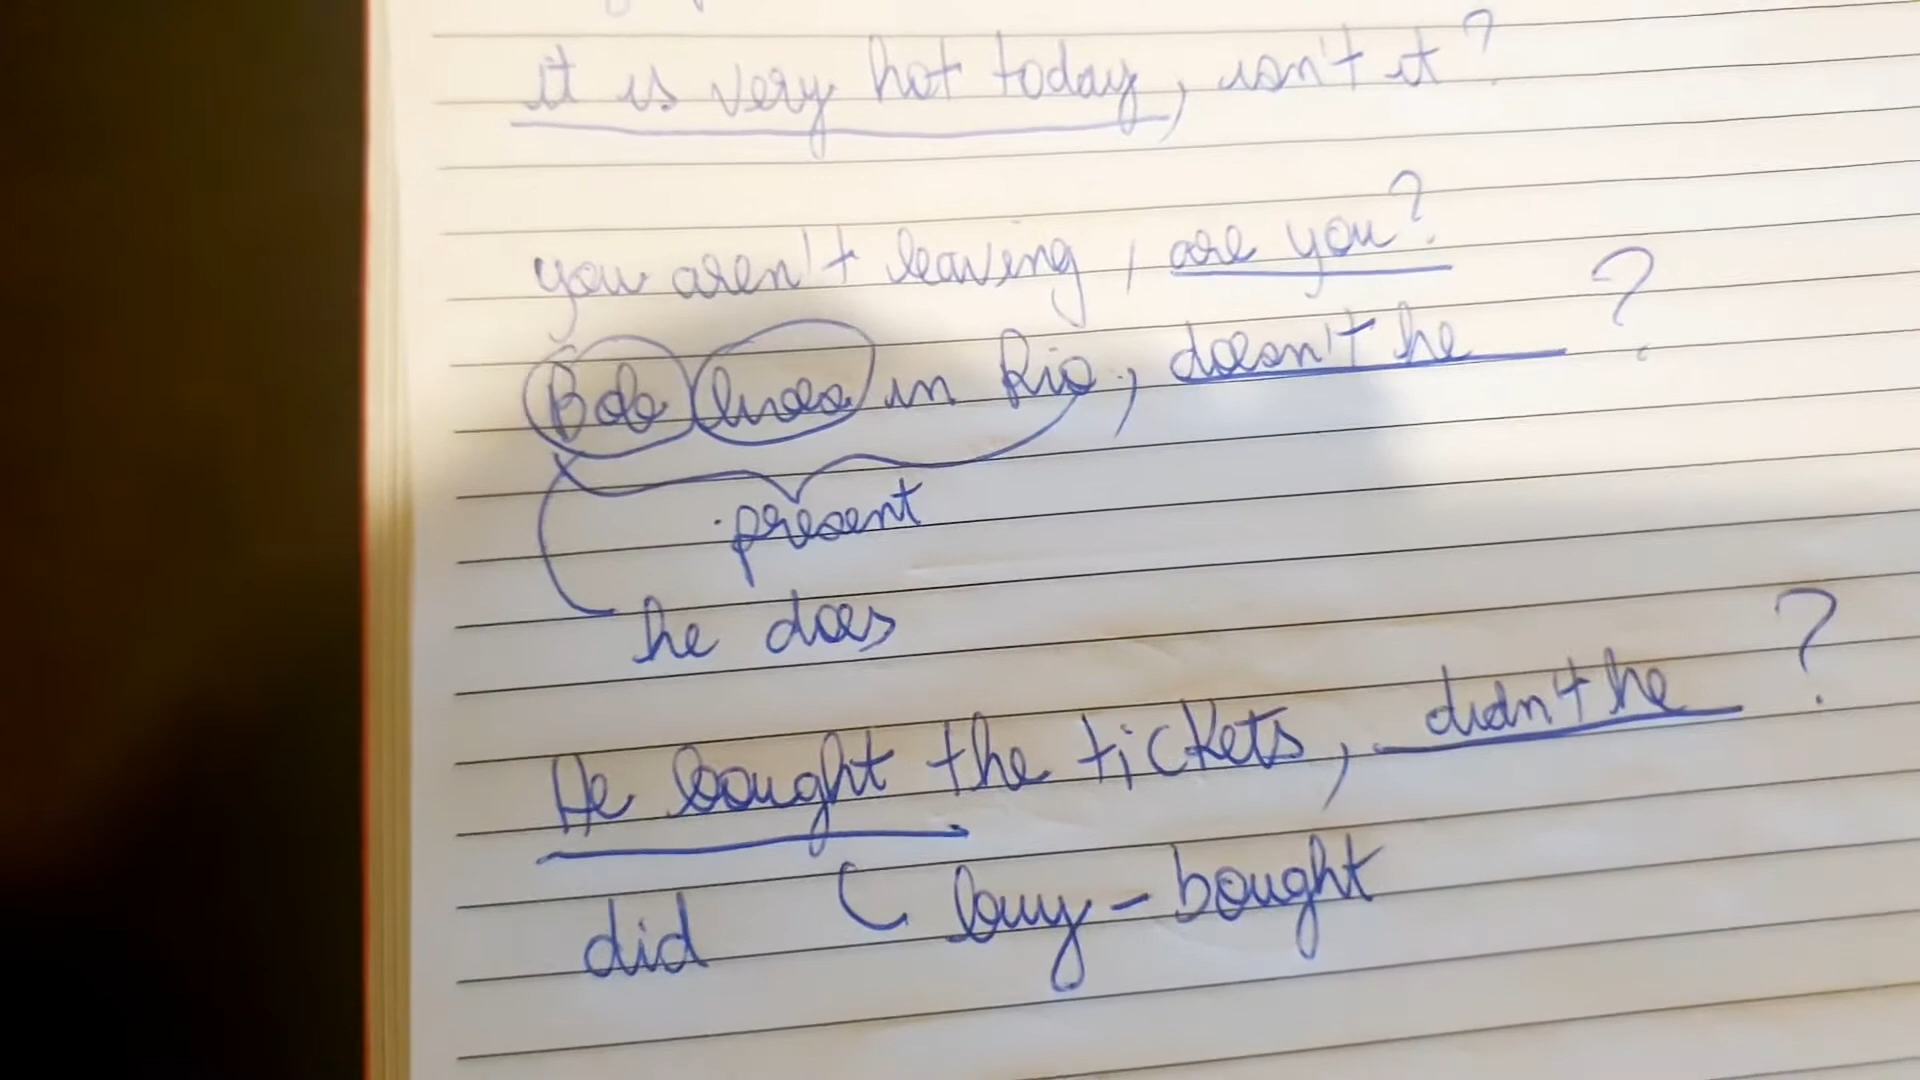 it is very hot today, isn't it?
you aren't leaving, are you?
Bob lives in Rio, doesn't he ?
present
he does
He bought the tickets, didn't he ?
did buy - bought